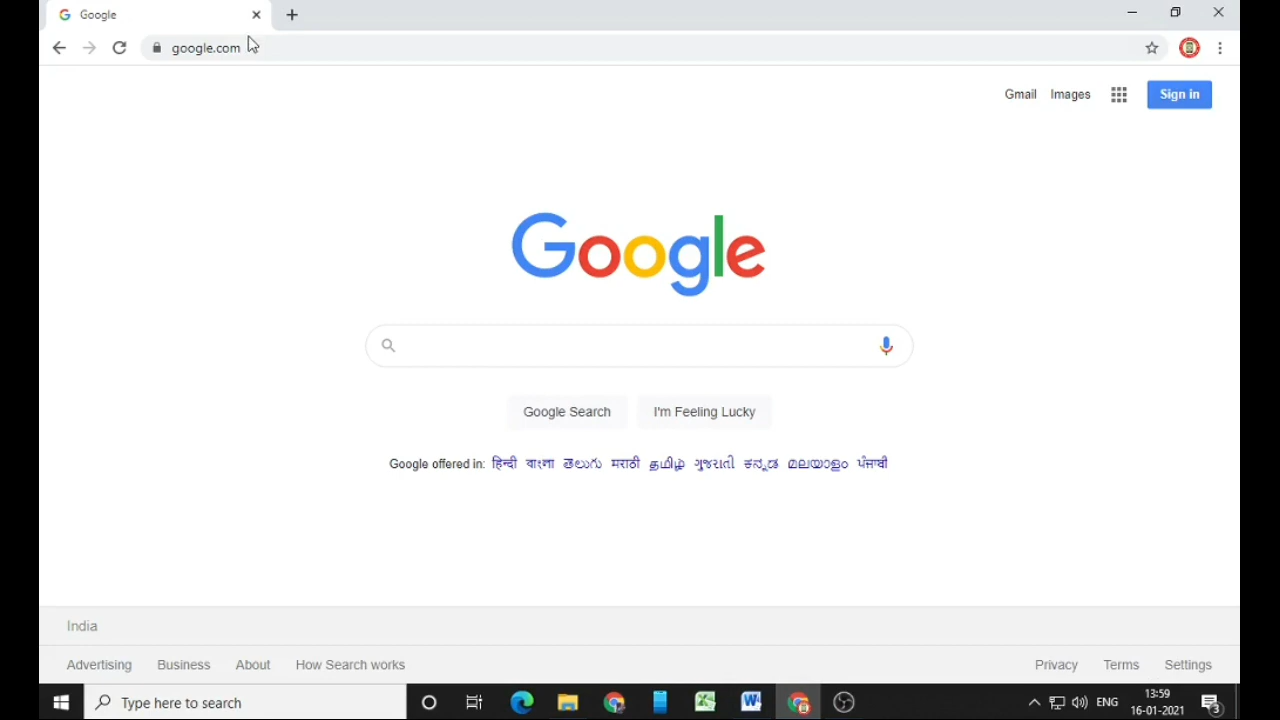 Google
google.com
Gmail Images Sign in
Google
Google Search I'm Feeling Lucky
Google offered in: हिन्दी বাংলা తెలుగు मराठी தமிழ் ગુજરાતી ಕನ್ನಡ മലയാളം ਪੰਜਾਬੀ
India
Advertising Business About How Search works Privacy Terms Settings
Type here to search ENG 13:59
16-01-2021 3